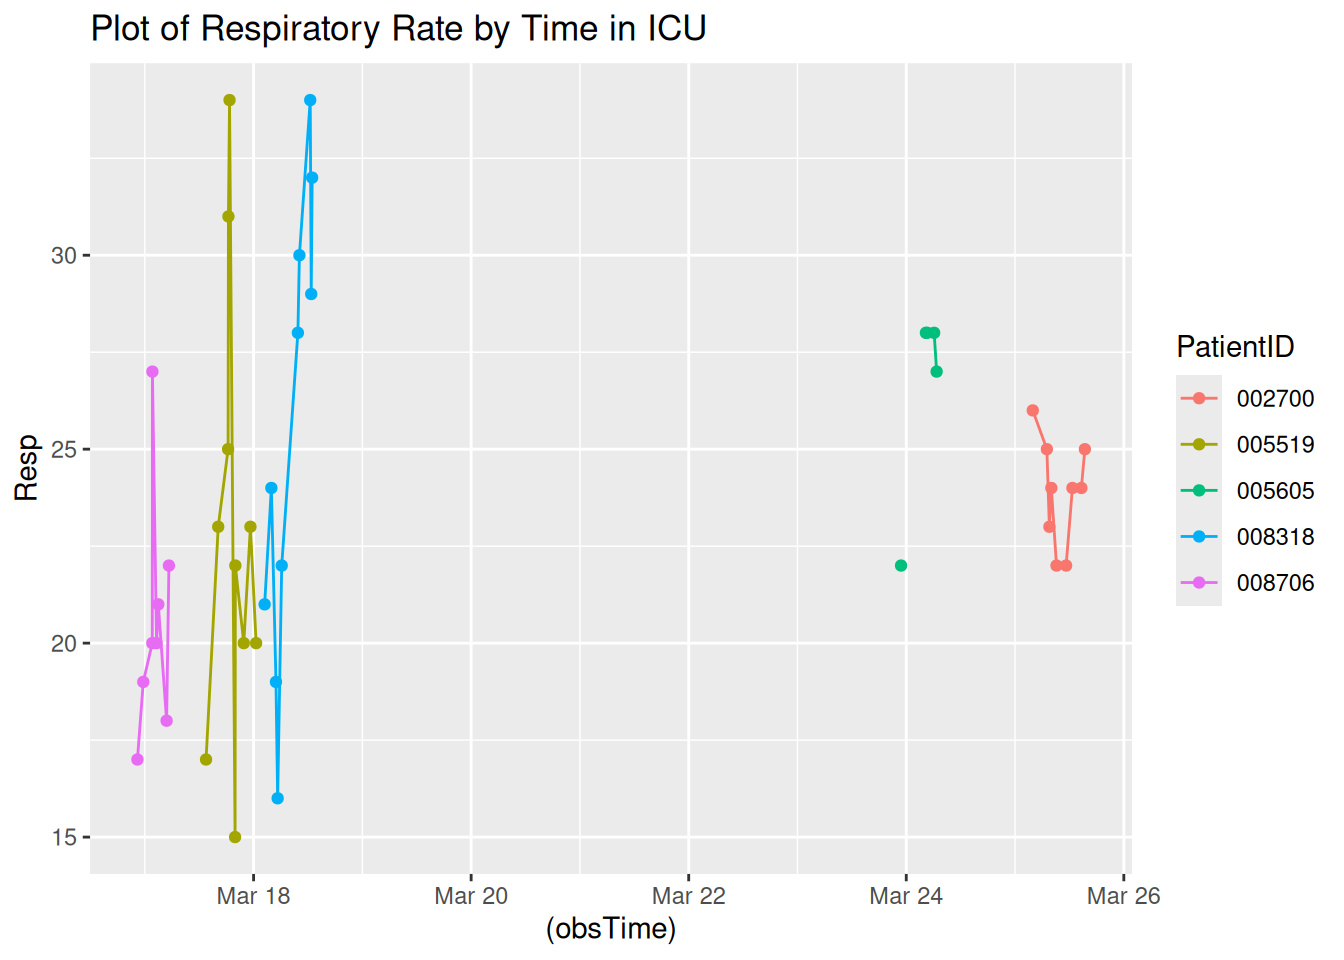 Plot of Respiratory Rate by Time in ICU
Resp
30
25
20
15
Mar 18
Mar 20
Mar 22
Mar 24
Mar 26
(obsTime)
PatientID
002700
005519
005605
008318
008706